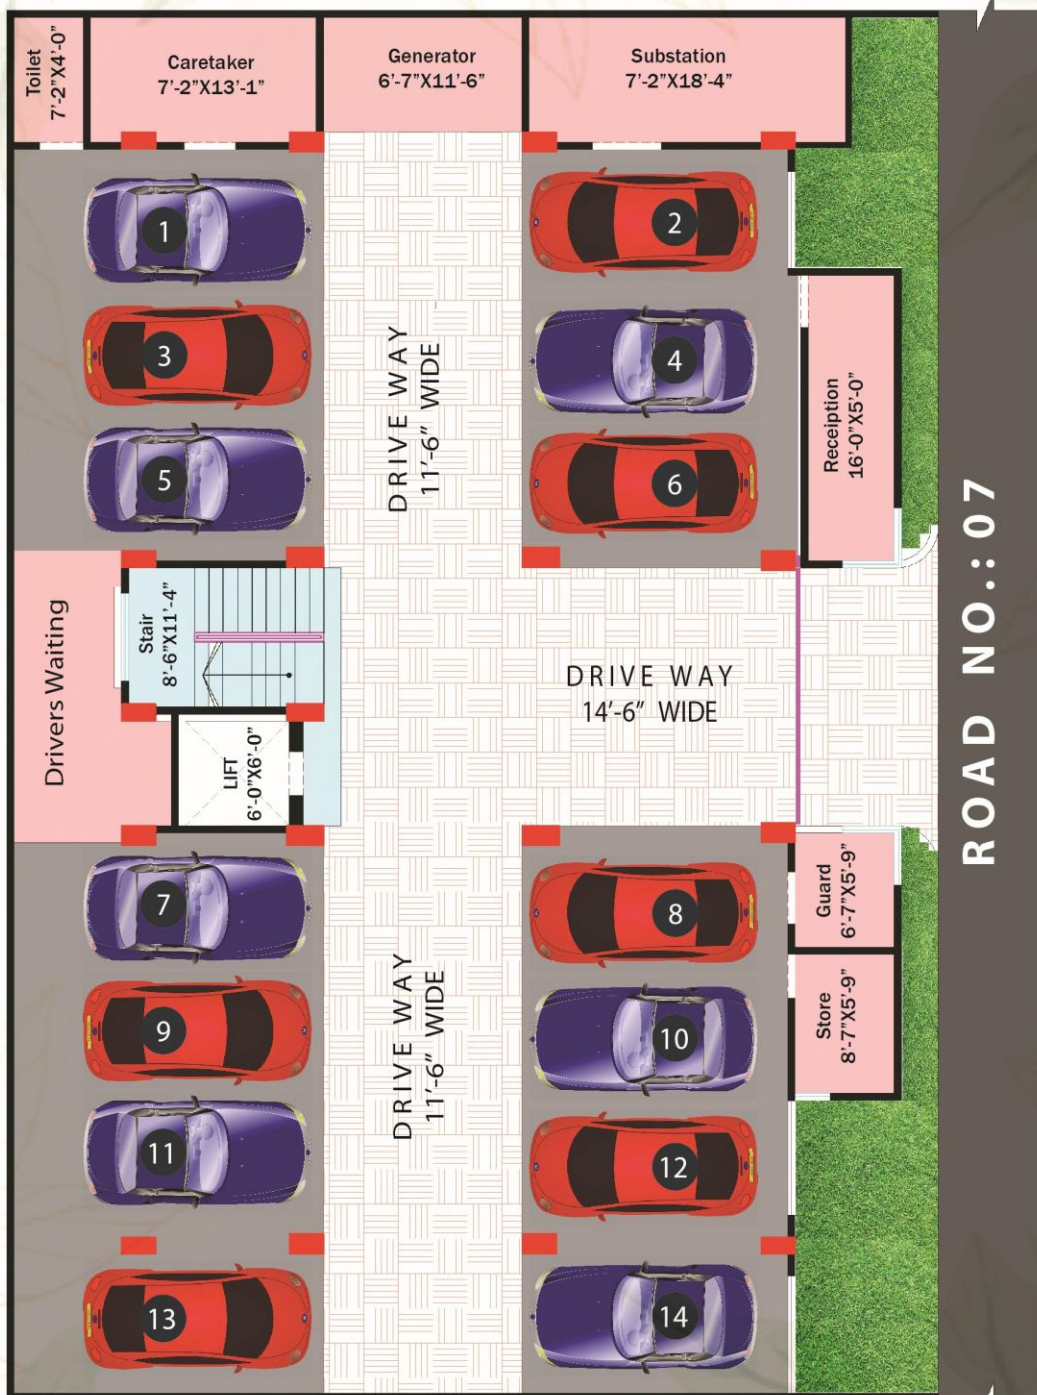 Toilet
7'-2"X4'-0"
Caretaker
7'-2"X13'-1"
Generator
6'-7"X11'-6"
Substation
7'-2"X18'-4"
1
2
3
4
5
6
DRIVE WAY
11'-6" WIDE
Receiption
16'-0"X5'-0"
ROAD NO.:07
Drivers Waiting
Stair
8'-6"X11'-4"
LIFT
6'-0"X6'-0"
DRIVE WAY
14'-6" WIDE
7
8
Guard
6'-7"X5'-9"
9
10
DRIVE WAY
11'-6" WIDE
Store
8'-7"X5'-9"
11
12
13
14